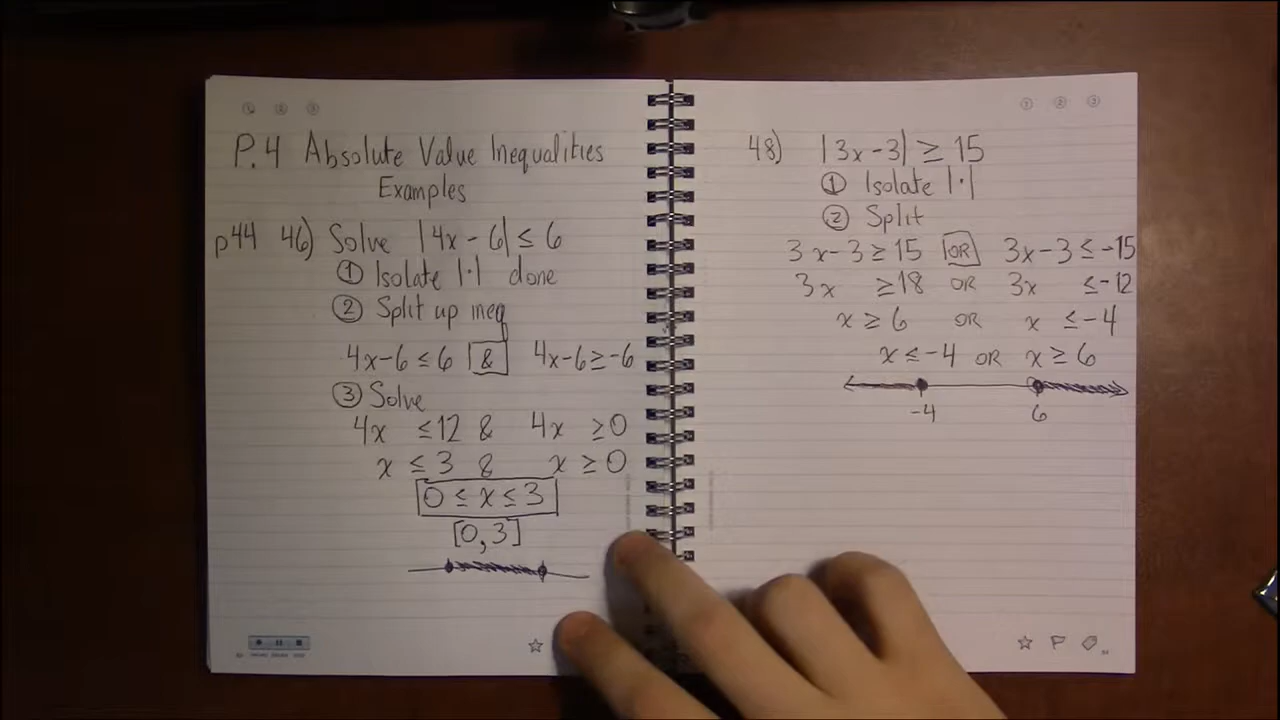 P.4 Absolute Value Inequalities
Examples
p44 46) Solve |4x - 6| ≤ 6
① Isolate |·| done
② Split up ineq
4x-6 ≤ 6 & 4x-6 ≥ -6
③ Solve
4x ≤ 12 & 4x ≥ 0
x ≤ 3 & x ≥ 0
0 ≤ x ≤ 3
[0,3]
48) |3x-3| ≥ 15
① Isolate |·|
② Split
3x-3 ≥ 15 OR 3x-3 ≤ -15
3x ≥ 18 OR 3x ≤ -12
x ≥ 6 OR x ≤ -4
x ≤ -4 OR x ≥ 6
-4 6